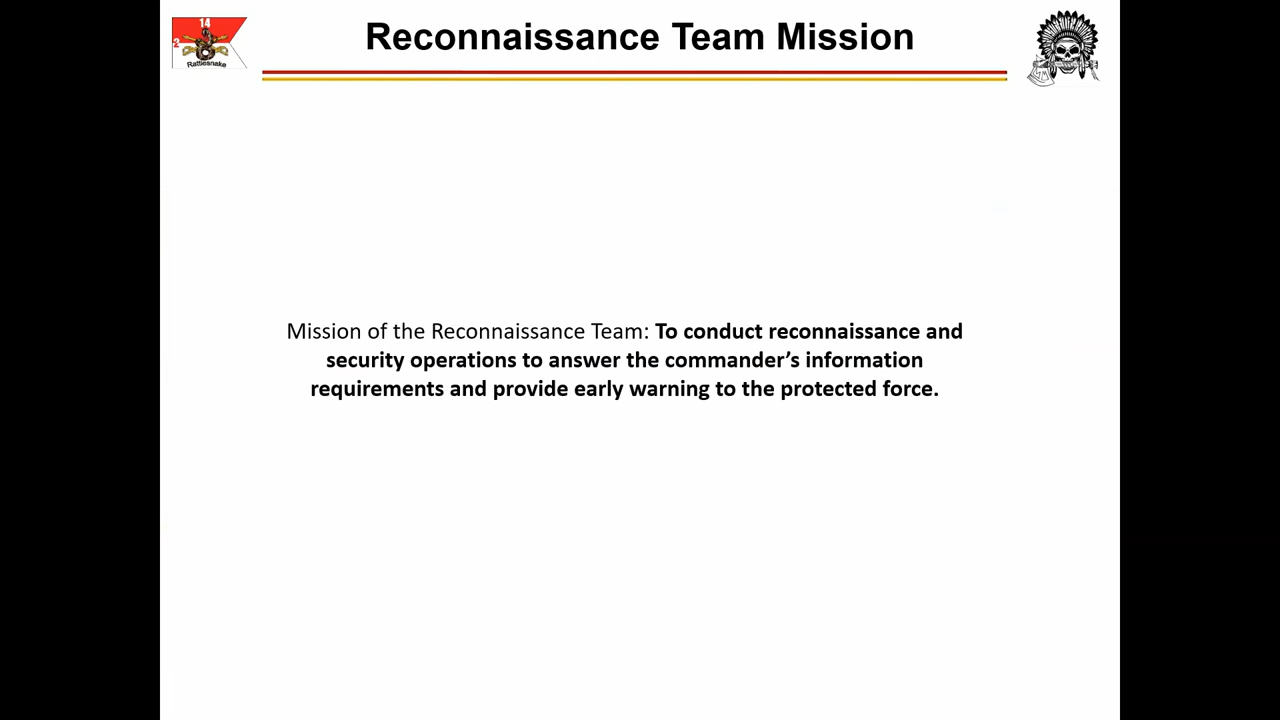 14
2
Rattlesnake
Reconnaissance Team Mission
Mission of the Reconnaissance Team: To conduct reconnaissance and
security operations to answer the commander’s information
requirements and provide early warning to the protected force.